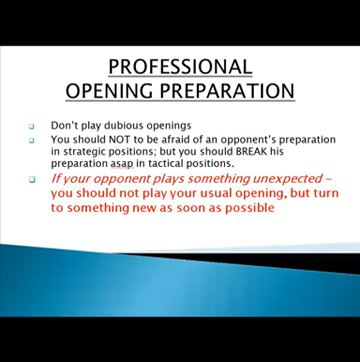 PROFESSIONAL
OPENING PREPARATION
Don't play dubious openings
You should NOT to be afraid of an opponent's preparation
in strategic positions; but you should BREAK his
preparation asap in tactical positions.
If your opponent plays something unexpected –
you should not play your usual opening, but turn
to something new as soon as possible